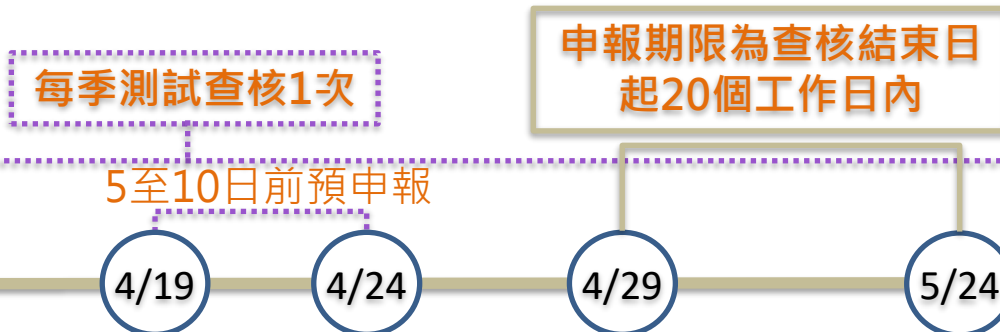 每季測試查核1次
申報期限為查核結束日
起20個工作日內
5至10日前預申報
4/19
4/24
4/29
5/24